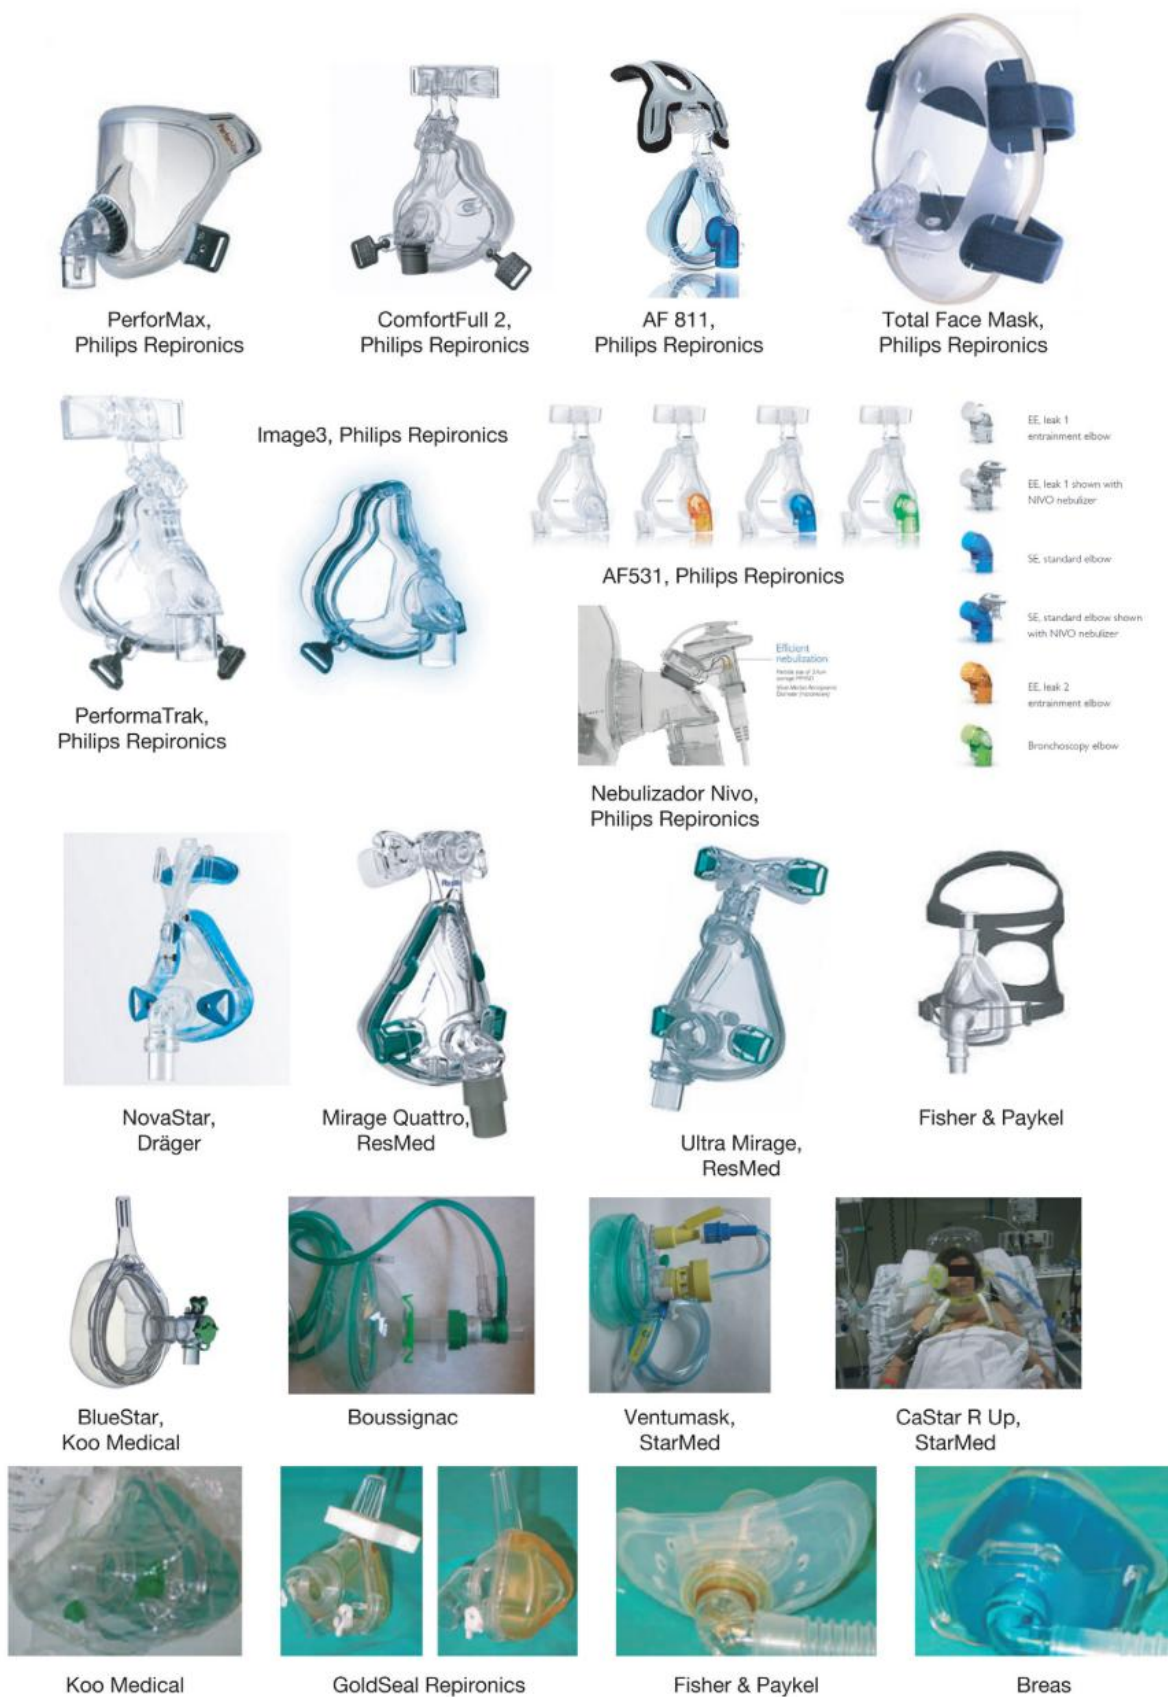 PerforMax,
Philips Repironics
ComfortFull 2,
Philips Repironics
AF 811,
Philips Repironics
Total Face Mask,
Philips Repironics
Image3, Philips Repironics
PerformaTrak,
Philips Repironics
AF531, Philips Repironics
EE, leak 1
entrainment elbow
EE, leak 1 shown with
NIVO nebulizer
SE, standard elbow
SE, standard elbow shown
with NIVO nebulizer
EE, leak 2
entrainment elbow
Bronchoscopy elbow
Efficient
nebulization
Nebulizador Nivo,
Philips Repironics
NovaStar,
Dräger
Mirage Quattro,
ResMed
Ultra Mirage,
ResMed
Fisher & Paykel
BlueStar,
Koo Medical
Boussignac
Ventumask,
StarMed
CaStar R Up,
StarMed
Koo Medical
GoldSeal Repironics
Fisher & Paykel
Breas